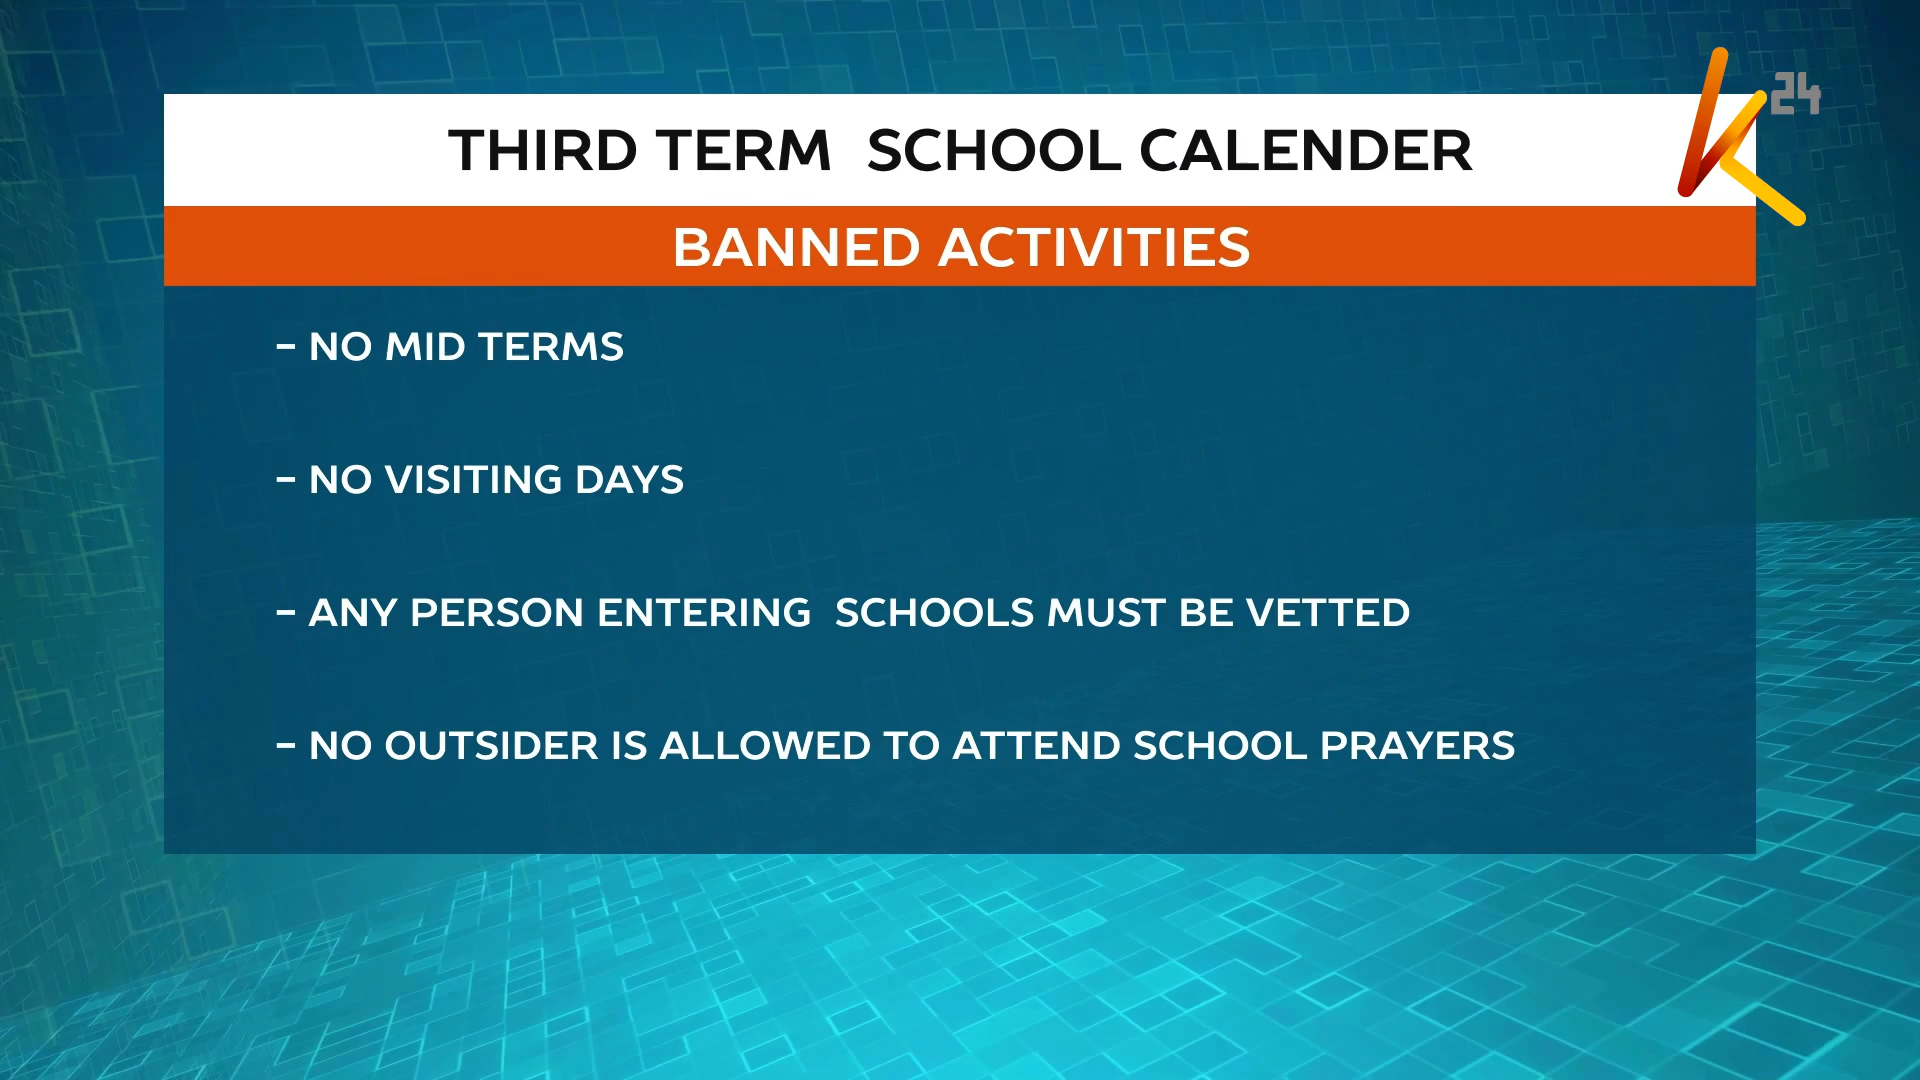 THIRD TERM SCHOOL CALENDER
K24
BANNED ACTIVITIES
- NO MID TERMS
- NO VISITING DAYS
- ANY PERSON ENTERING SCHOOLS MUST BE VETTED
- NO OUTSIDER IS ALLOWED TO ATTEND SCHOOL PRAYERS